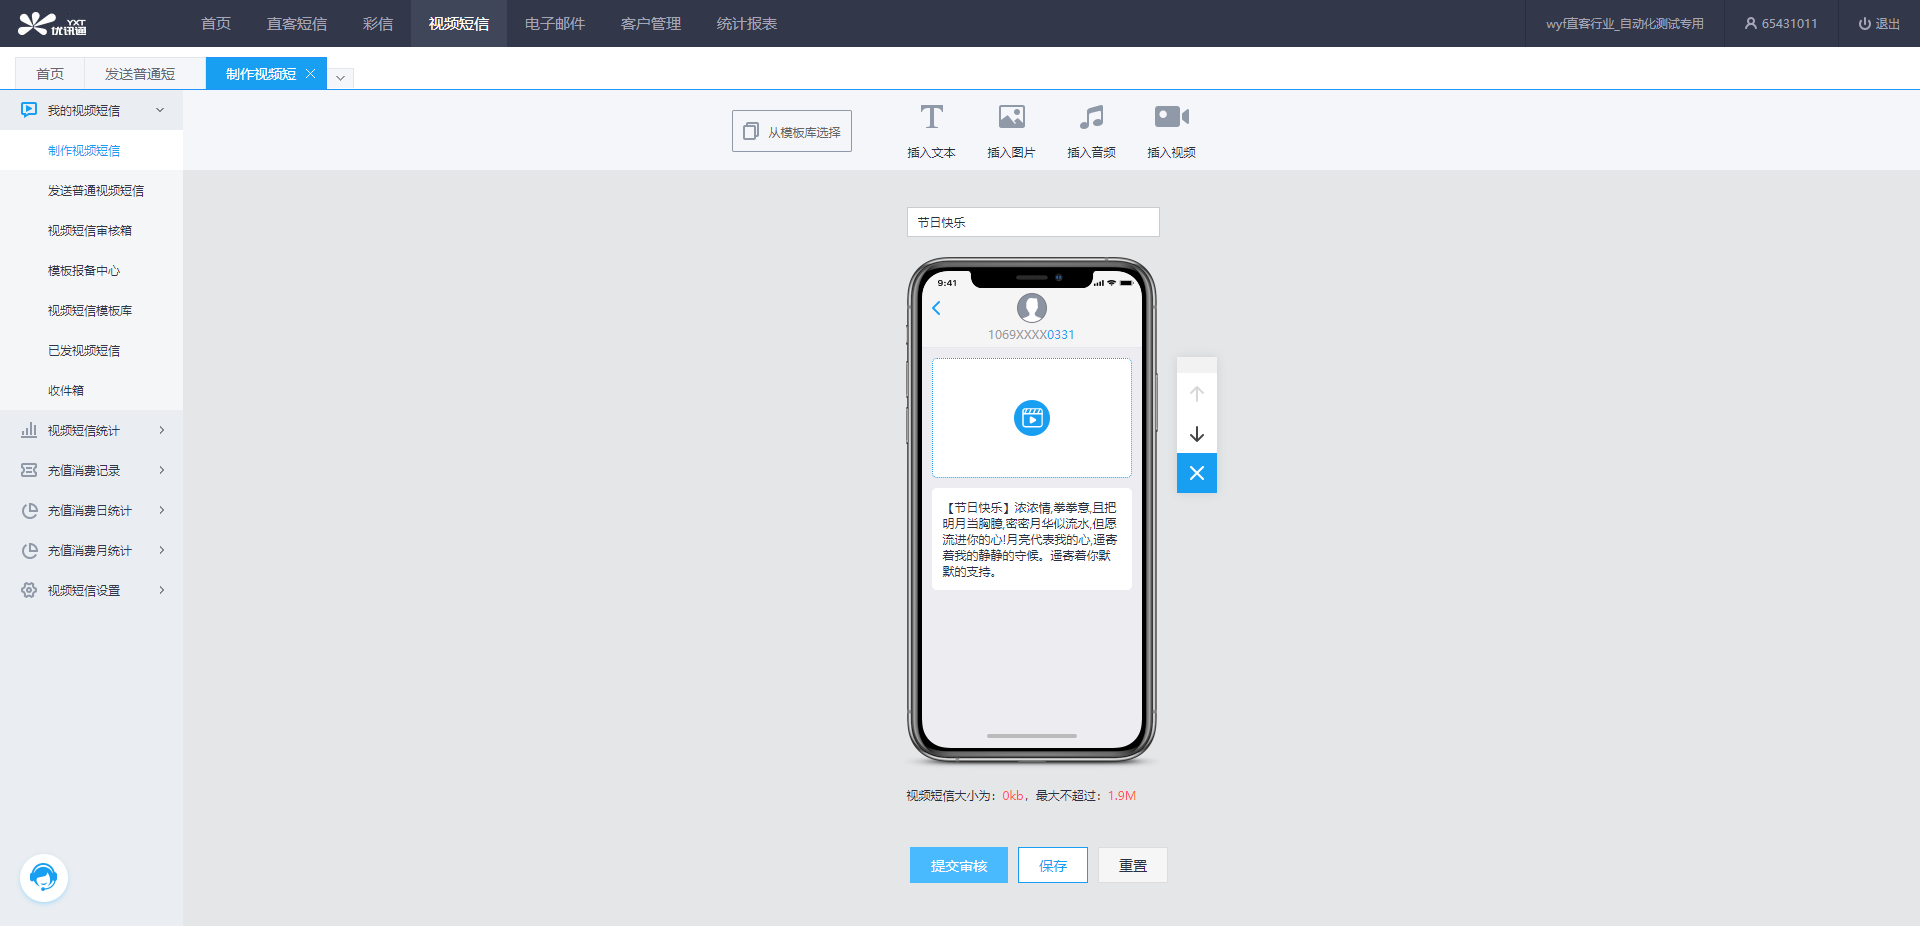 YXT
优讯通
首页
直客短信
彩信
视频短信
电子邮件
客户管理
统计报表
wyf直客行业_自动化测试专用
65431011
退出
首页
发送普通短
制作视频短
我的视频短信
制作视频短信
发送普通视频短信
视频短信审核箱
模板报备中心
视频短信模板库
已发视频短信
收件箱
视频短信统计
充值消费记录
充值消费日统计
充值消费月统计
视频短信设置
从模板库选择
插入文本
插入图片
插入音频
插入视频
节日快乐
9:41
1069XXXX0331
【节日快乐】浓浓情,拳拳意,且把
明月当胸臆,密密月华似流水,但愿
流进你的心!月亮代表我的心,遥寄
着我的静静的守候。遥寄着你默
默的支持。
视频短信大小为：0kb，最大不超过：1.9M
提交审核
保存
重置